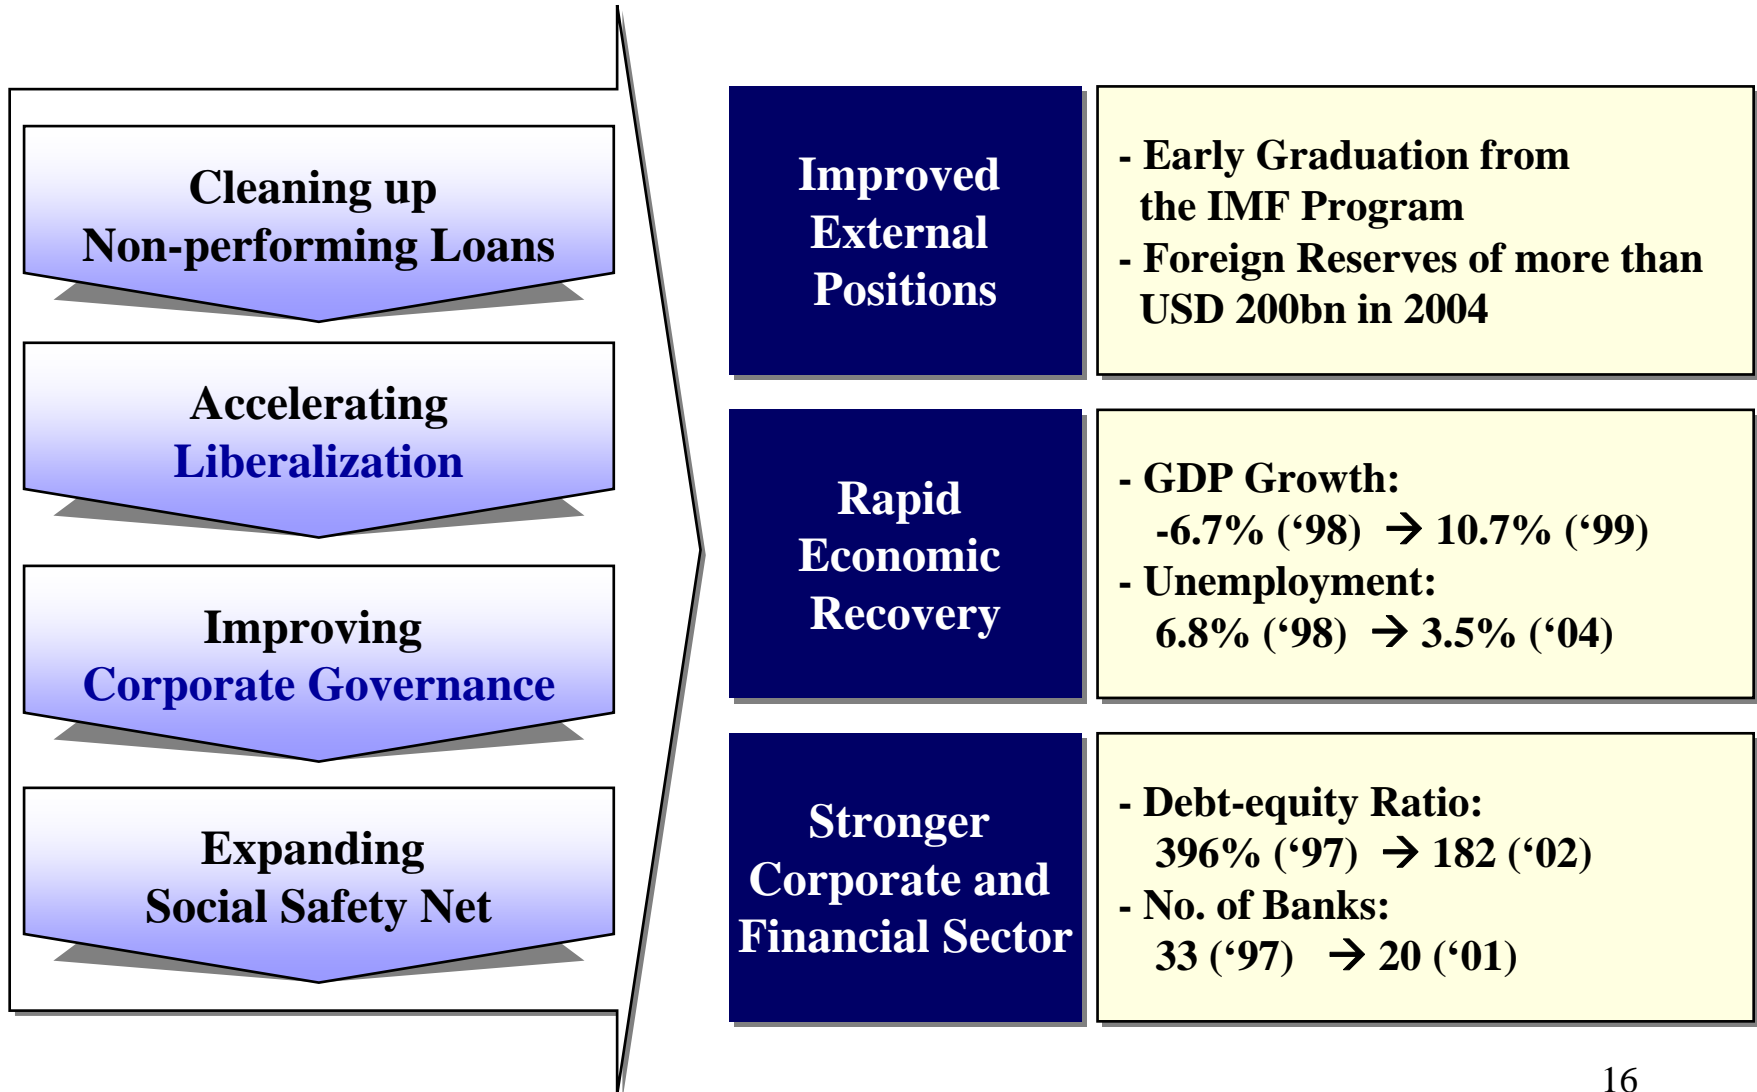 Cleaning up
Non-performing Loans
Accelerating
Liberalization
Improving
Corporate Governance
Expanding
Social Safety Net
Improved
External
Positions
- Early Graduation from
the IMF Program
- Foreign Reserves of more than
USD 200bn in 2004
Rapid
Economic
Recovery
- GDP Growth:
-6.7% (‘98) → 10.7% (‘99)
- Unemployment:
6.8% (‘98) → 3.5% (‘04)
Stronger
Corporate and
Financial Sector
- Debt-equity Ratio:
396% (‘97) → 182 (‘02)
- No. of Banks:
33 (‘97) → 20 (‘01)
16